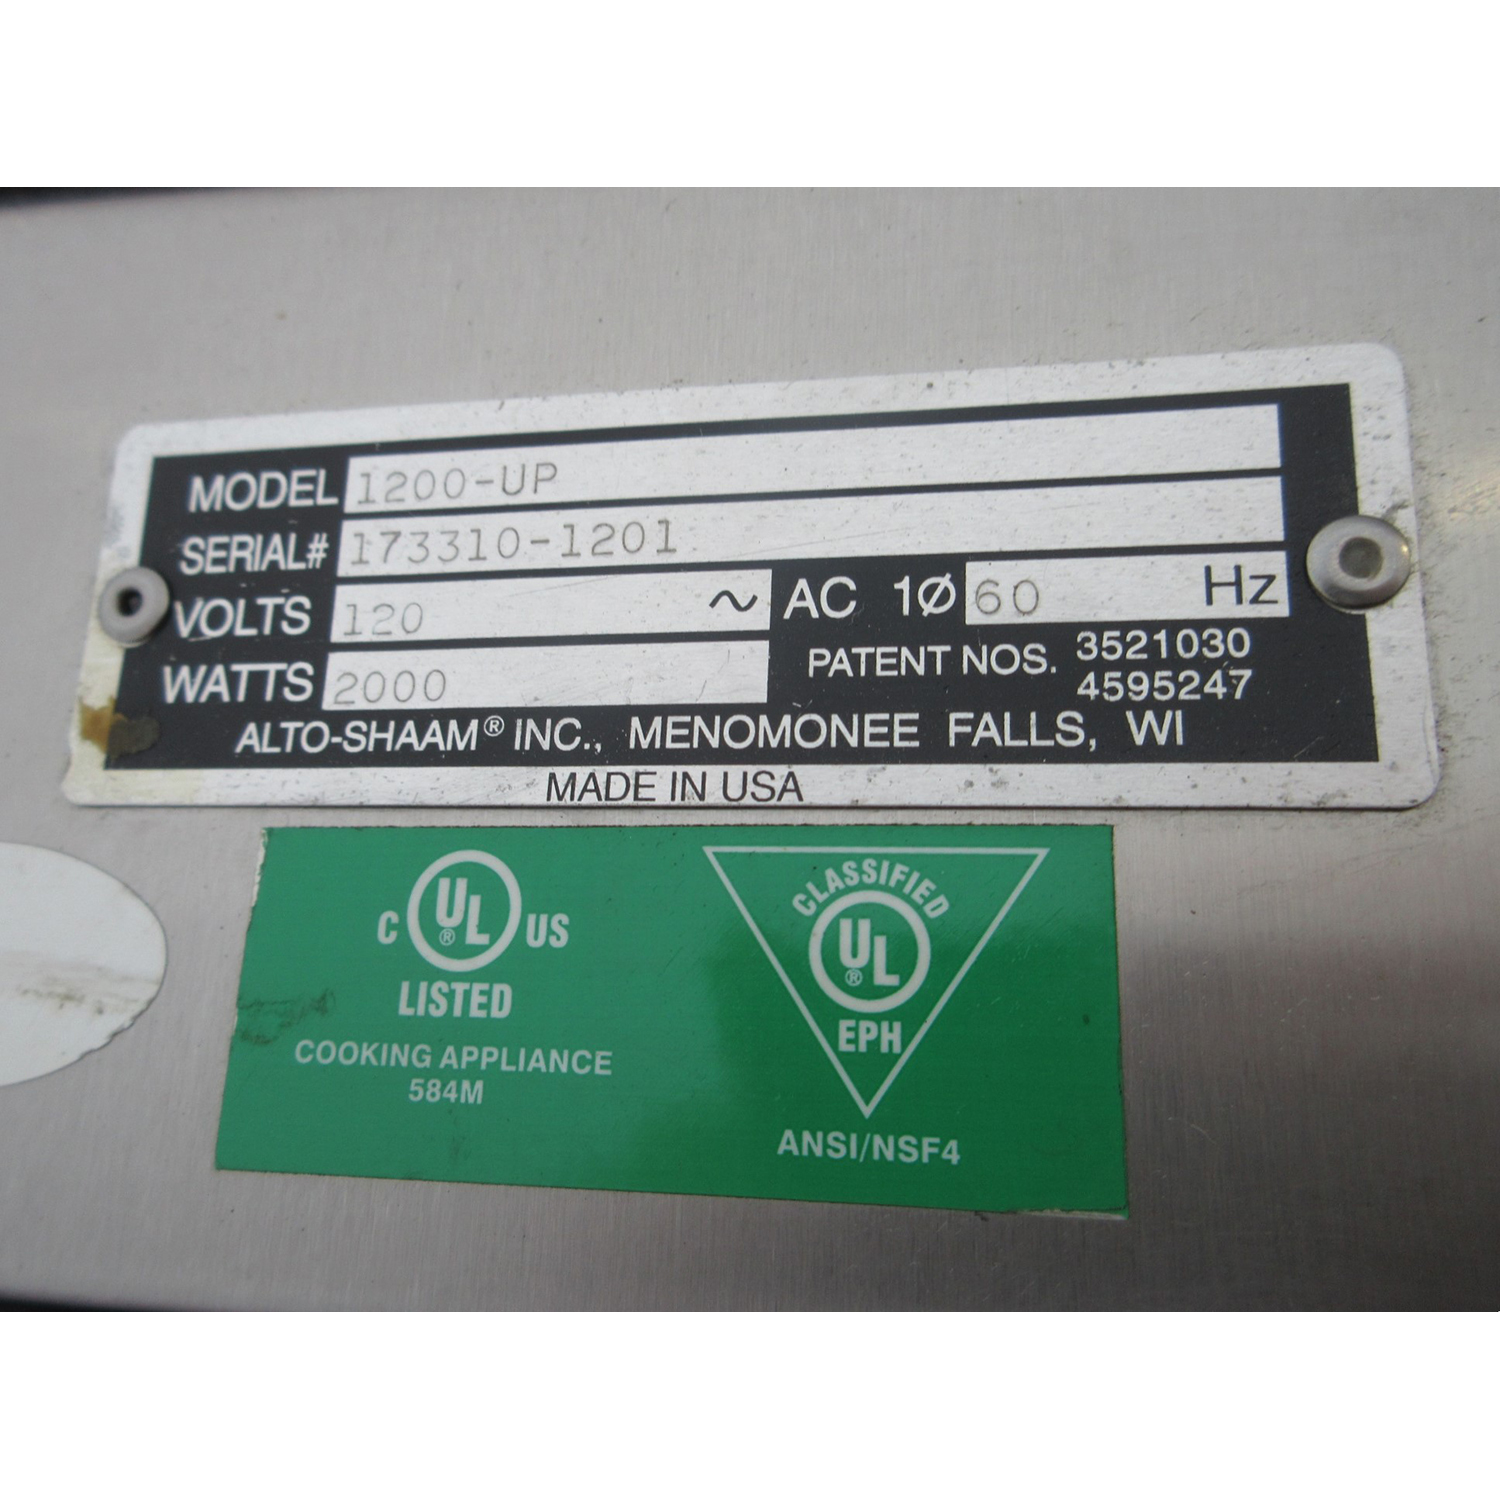 MODEL 1200-UP
SERIAL# 173310-1201
VOLTS 120 ~ AC 1Ø 60 Hz
WATTS 2000 PATENT NOS. 3521030
4595247
ALTO-SHAAM® INC., MENOMONEE FALLS, WI
MADE IN USA
C UL® US
LISTED
COOKING APPLIANCE
584M
CLASSIFIED
UL®
EPH
ANSI/NSF4